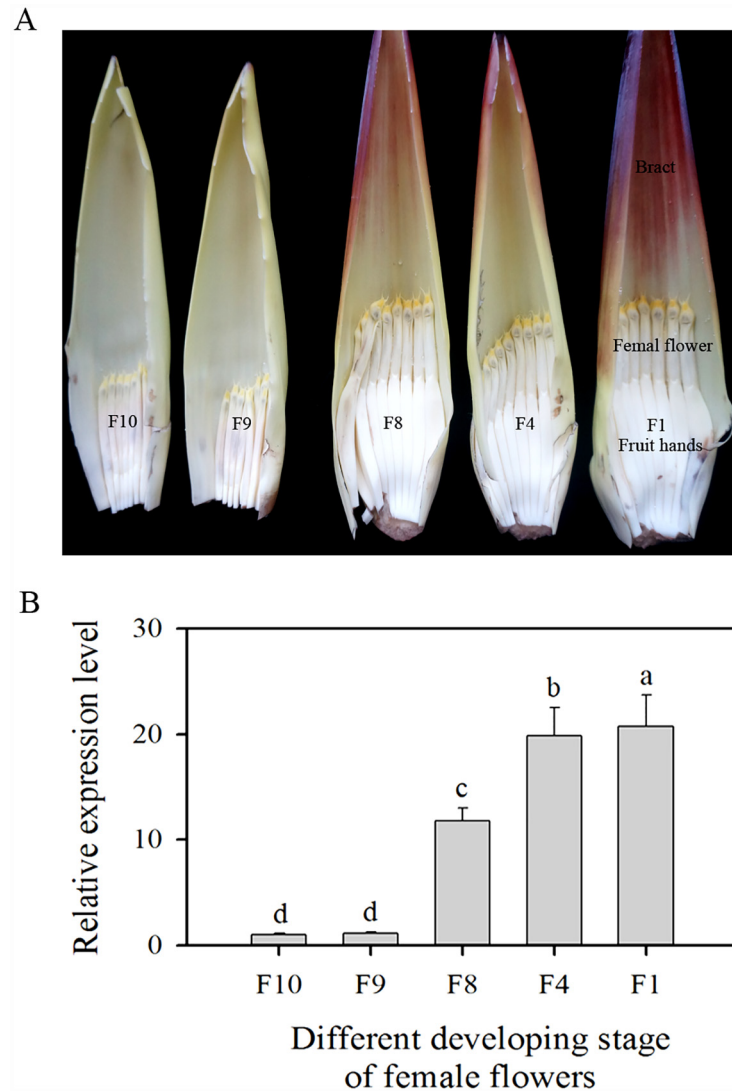 A
Bract
Femal flower
F10
F9
F8
F4
F1
Fruit hands
B
Relative expression level
30
20
10
0
d
d
c
b
a
F10
F9
F8
F4
F1
Different developing stage
of female flowers